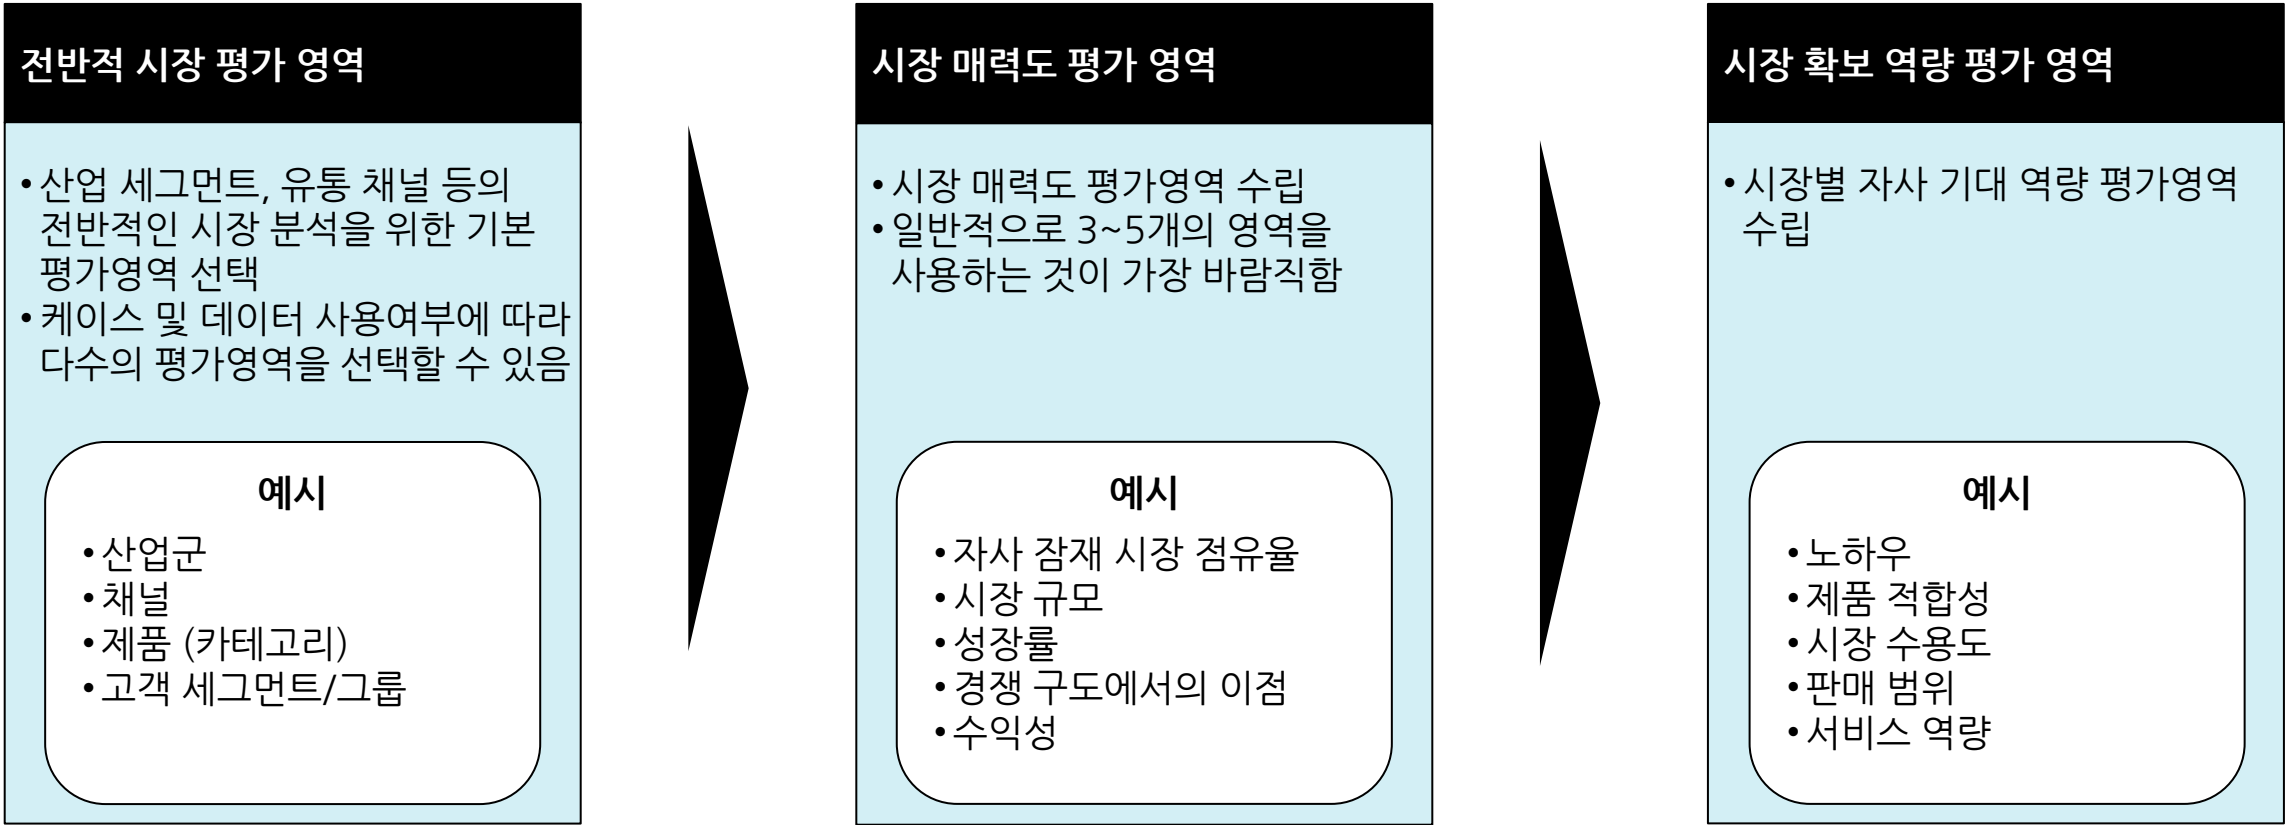 전반적 시장 평가 영역
• 산업 세그먼트, 유통 채널 등의
전반적인 시장 분석을 위한 기본
평가영역 선택
• 케이스 및 데이터 사용여부에 따라
다수의 평가영역을 선택할 수 있음
예시
• 산업군
• 채널
• 제품 (카테고리)
• 고객 세그먼트/그룹
시장 매력도 평가 영역
• 시장 매력도 평가영역 수립
• 일반적으로 3~5개의 영역을
사용하는 것이 가장 바람직함
예시
• 자사 잠재 시장 점유율
• 시장 규모
• 성장률
• 경쟁 구도에서의 이점
• 수익성
시장 확보 역량 평가 영역
• 시장별 자사 기대 역량 평가영역
수립
예시
• 노하우
• 제품 적합성
• 시장 수용도
• 판매 범위
• 서비스 역량